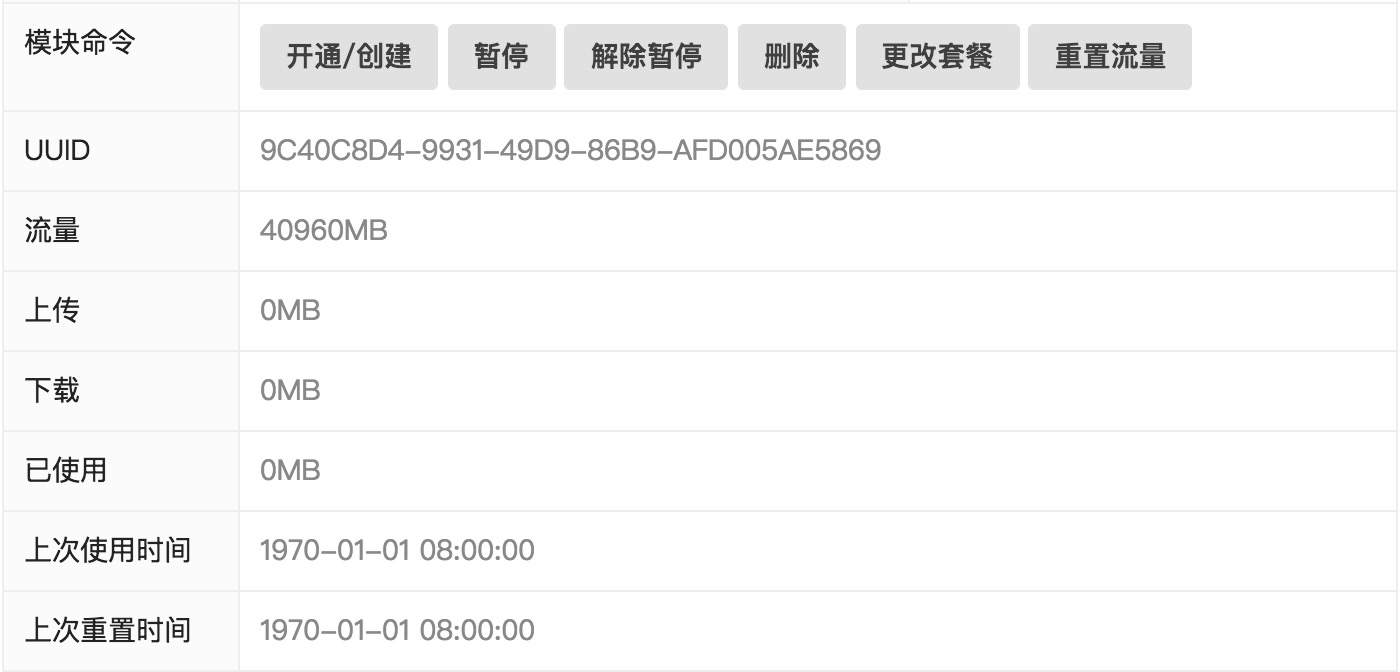 模块命令 开通/创建 暂停 解除暂停 删除 更改套餐 重置流量
UUID 9C40C8D4-9931-49D9-86B9-AFD005AE5869
流量 40960MB
上传 0MB
下载 0MB
已使用 0MB
上次使用时间 1970-01-01 08:00:00
上次重置时间 1970-01-01 08:00:00